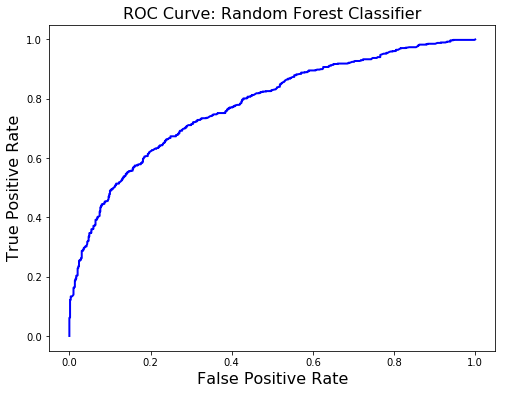 ROC Curve: Random Forest Classifier
1.0
0.8
0.6
0.4
0.2
0.0
True Positive Rate
0.0 0.2 0.4 0.6 0.8 1.0
False Positive Rate